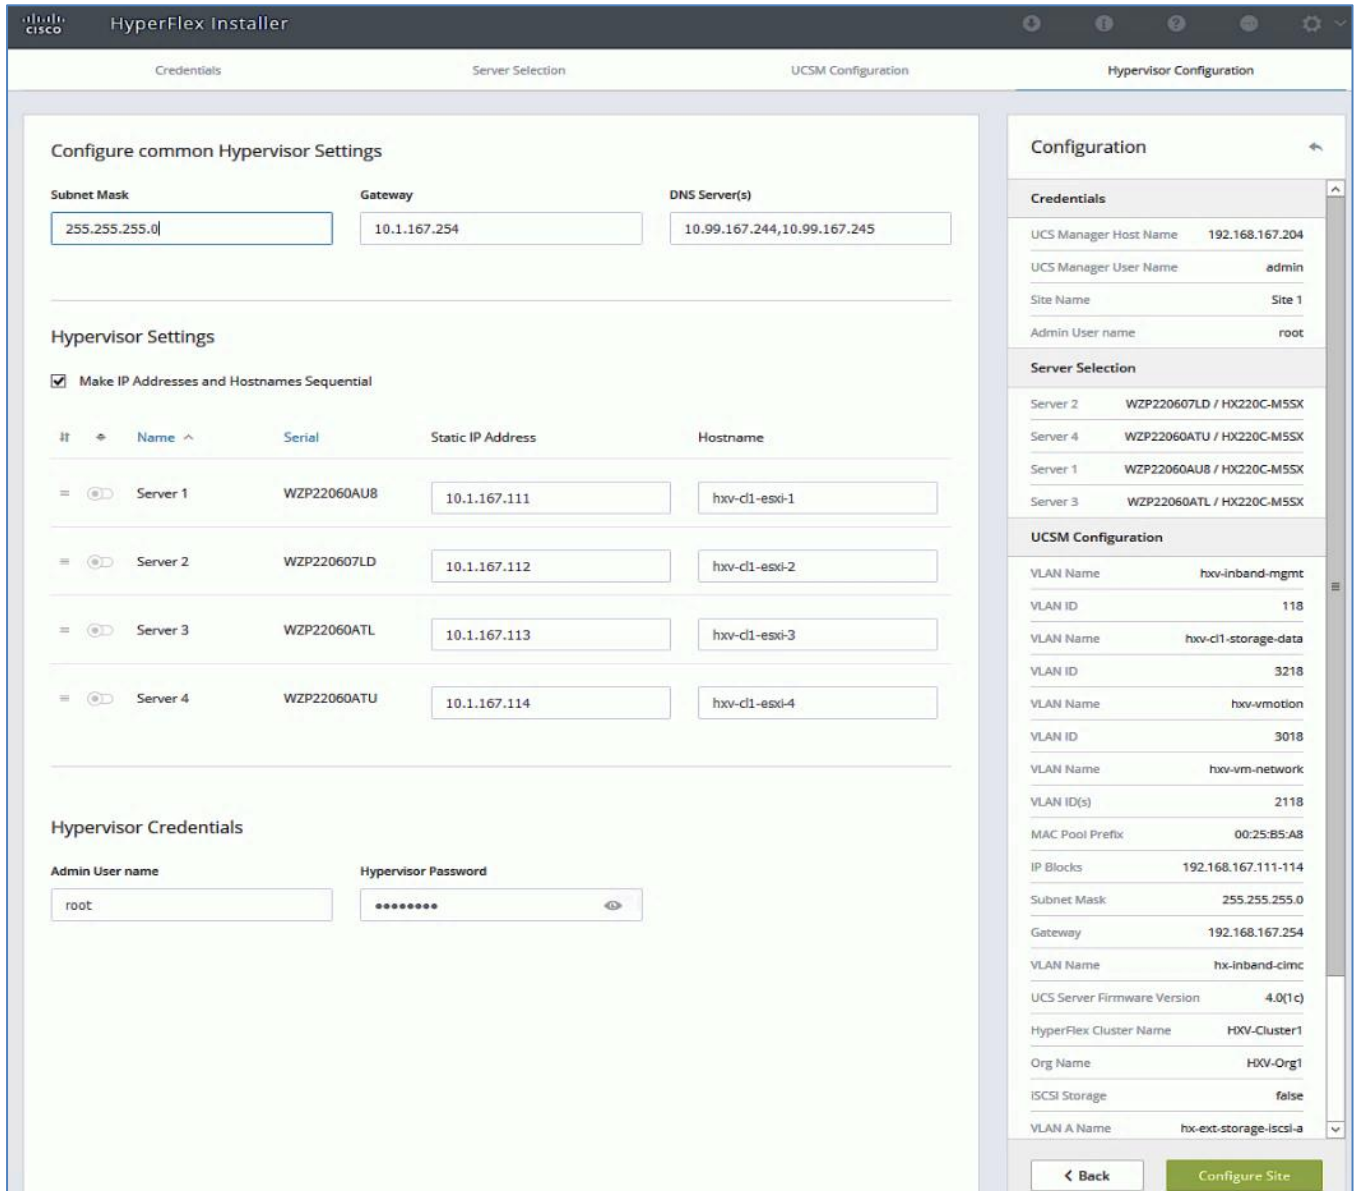 cisco HyperFlex Installer
Credentials Server Selection UCSM Configuration Hypervisor Configuration
Configure common Hypervisor Settings
Subnet Mask Gateway DNS Server(s)
255.255.255.0 10.1.167.254 10.99.167.244,10.99.167.245
Hypervisor Settings
Make IP Addresses and Hostnames Sequential
Name Serial Static IP Address Hostname
Server 1 WZP22060AU8 10.1.167.111 hxv-cl1-esxi-1
Server 2 WZP220607LD 10.1.167.112 hxv-cl1-esxi-2
Server 3 WZP22060ATL 10.1.167.113 hxv-cl1-esxi-3
Server 4 WZP22060ATU 10.1.167.114 hxv-cl1-esxi-4
Hypervisor Credentials
Admin User name Hypervisor Password
root ••••••••
Configuration
Credentials
UCS Manager Host Name 192.168.167.204
UCS Manager User Name admin
Site Name Site 1
Admin User name root
Server Selection
Server 2 WZP220607LD / HX220C-M5SX
Server 4 WZP22060ATU / HX220C-M5SX
Server 1 WZP22060AU8 / HX220C-M5SX
Server 3 WZP22060ATL / HX220C-M5SX
UCSM Configuration
VLAN Name hxv-inband-mgmt
VLAN ID 118
VLAN Name hxv-cl1-storage-data
VLAN ID 3218
VLAN Name hxv-vmotion
VLAN ID 3018
VLAN Name hxv-vm-network
VLAN ID(s) 2118
MAC Pool Prefix 00:25:B5:A8
IP Blocks 192.168.167.111-114
Subnet Mask 255.255.255.0
Gateway 192.168.167.254
VLAN Name hx-inband-cimc
UCS Server Firmware Version 4.0(1c)
HyperFlex Cluster Name HXV-Cluster1
Org Name HXV-Org1
iSCSI Storage false
VLAN A Name hx-ext-storage-iscsi-a
Back Configure Site